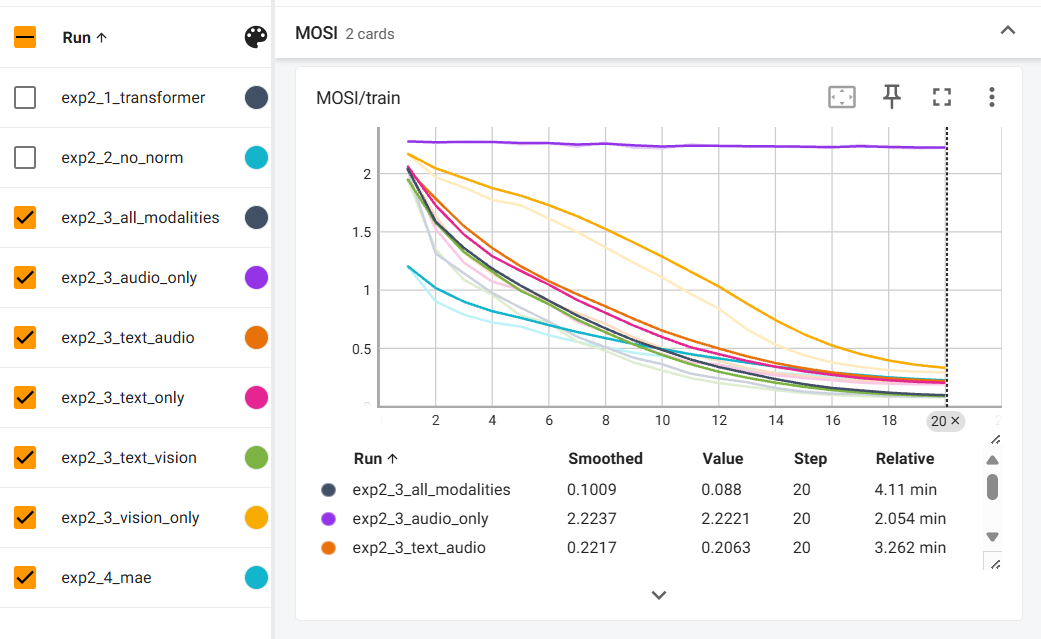 Run ↑
exp2_1_transformer
exp2_2_no_norm
exp2_3_all_modalities
exp2_3_audio_only
exp2_3_text_audio
exp2_3_text_only
exp2_3_text_vision
exp2_3_vision_only
exp2_4_mae
MOSI 2 cards
MOSI/train
2
1.5
1
0.5
0
2 4 6 8 10 12 14 16 18 20 ×
Run ↑ Smoothed Value Step Relative
exp2_3_all_modalities 0.1009 0.088 20 4.11 min
exp2_3_audio_only 2.2237 2.2221 20 2.054 min
exp2_3_text_audio 0.2217 0.2063 20 3.262 min